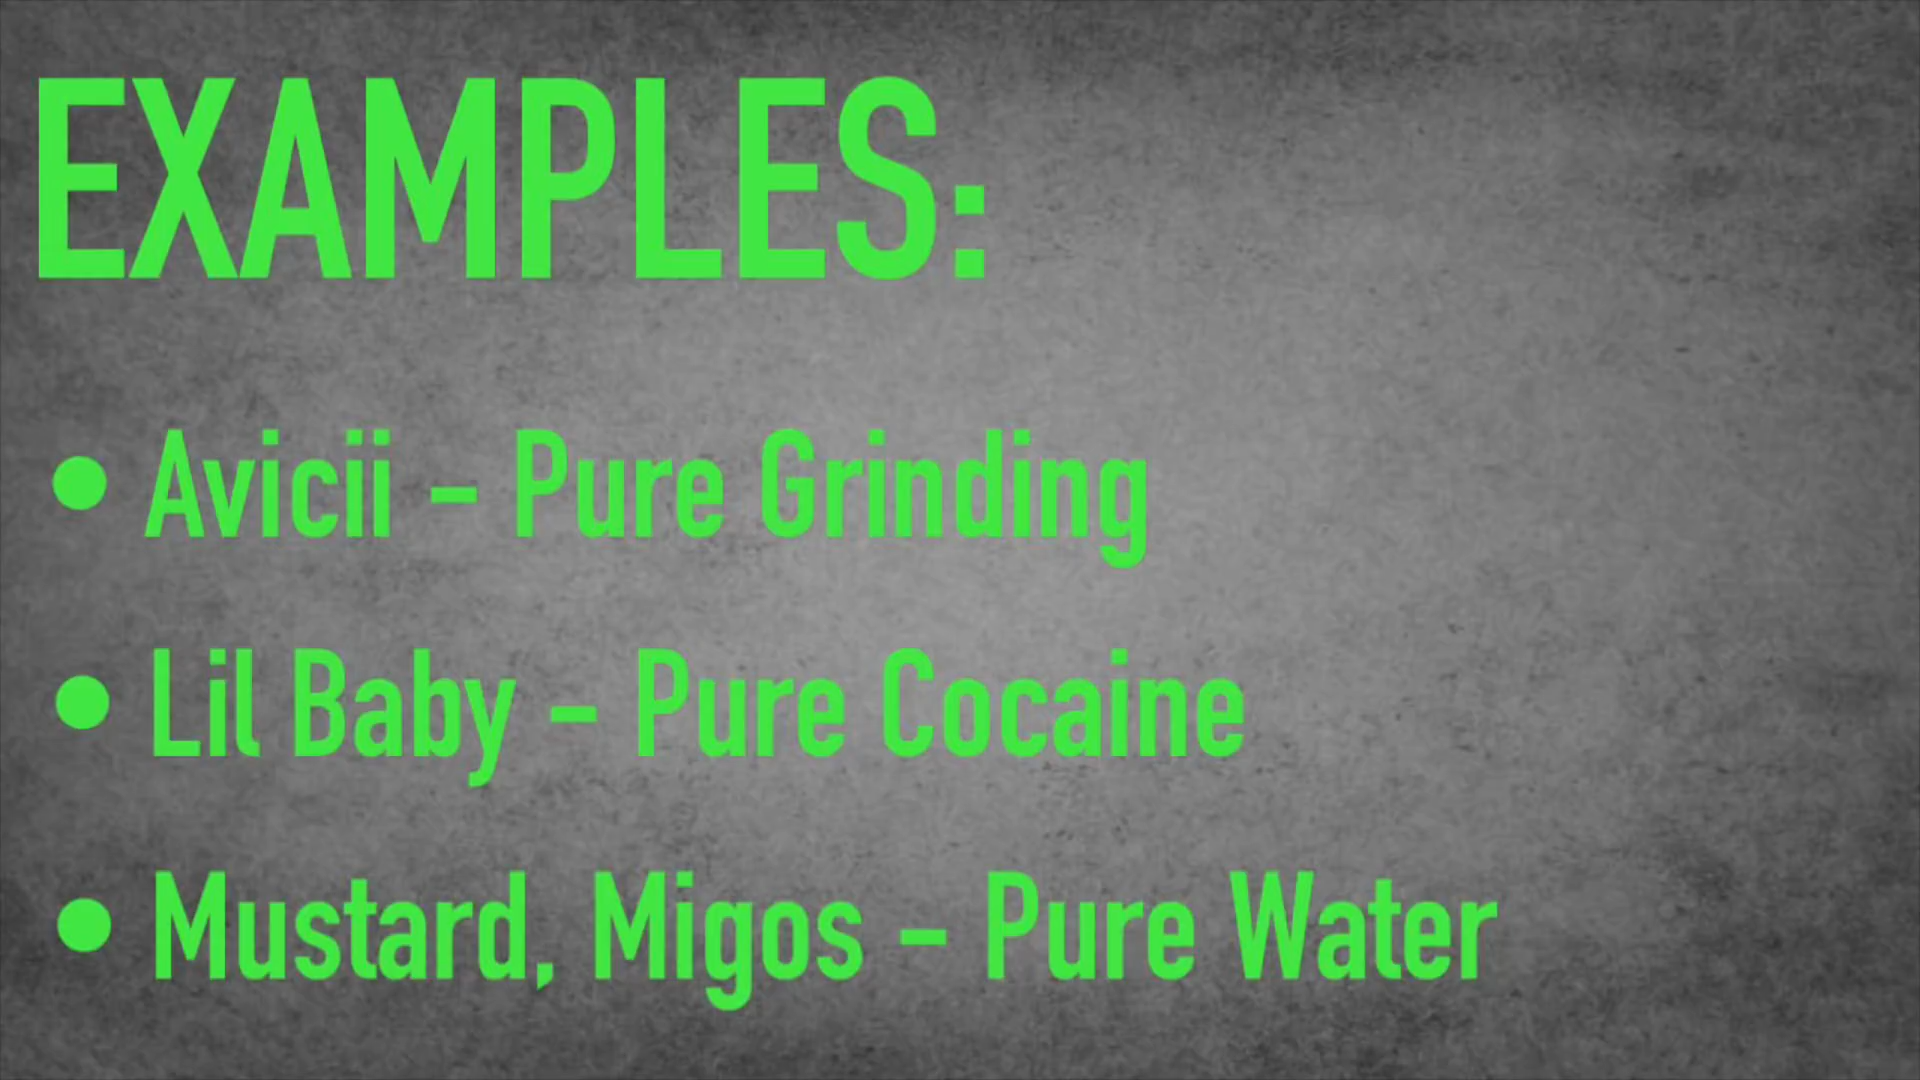 EXAMPLES:
• Avicii – Pure Grinding
• Lil Baby – Pure Cocaine
• Mustard, Migos – Pure Water